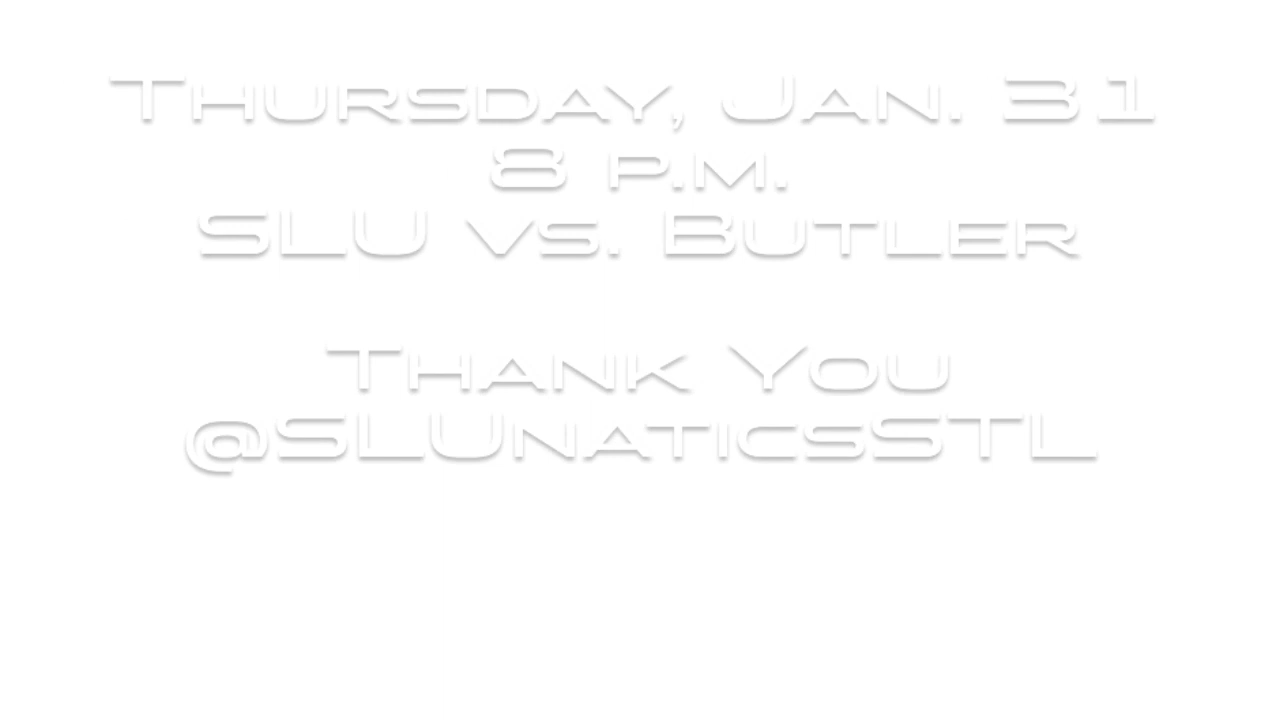 Thursday, Jan. 31
8 p.m.
SLU vs. Butler
Thank You
@SLUnaticsSTL